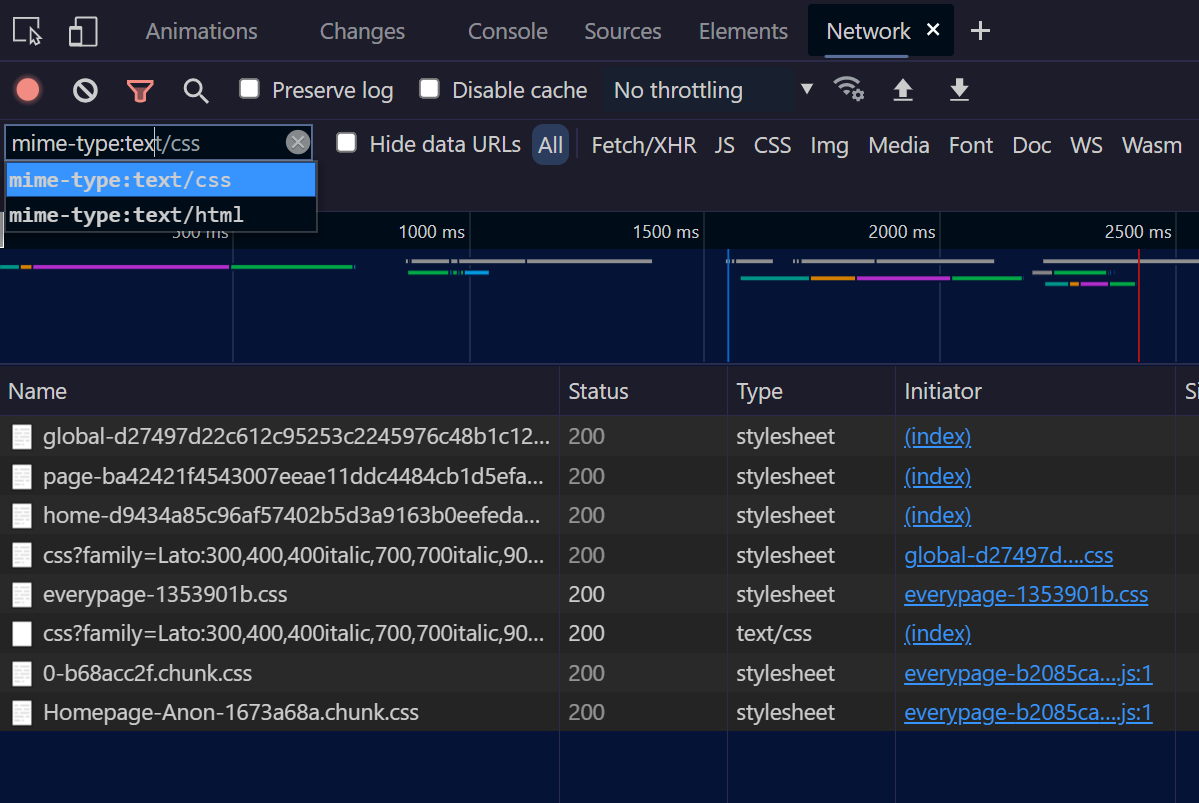 Animations Changes Console Sources Elements Network
Preserve log Disable cache No throttling
mime-type:text/css Hide data URLs All Fetch/XHR JS CSS Img Media Font Doc WS Wasm
mime-type:text/css
mime-type:text/html
500 ms 1000 ms 1500 ms 2000 ms 2500 ms
Name Status Type Initiator Si
global-d27497d22c612c95253c2245976c48b1c12... 200 stylesheet (index)
page-ba42421f4543007eeae11ddc4484cb1d5efa... 200 stylesheet (index)
home-d9434a85c96af57402b5d3a9163b0eefeda... 200 stylesheet (index)
css?family=Lato:300,400,400italic,700,700italic,90... 200 stylesheet global-d27497d....css
everypage-1353901b.css 200 stylesheet everypage-1353901b.css
css?family=Lato:300,400,400italic,700,700italic,90... 200 text/css (index)
0-b68acc2f.chunk.css 200 stylesheet everypage-b2085ca....js:1
Homepage-Anon-1673a68a.chunk.css 200 stylesheet everypage-b2085ca....js:1